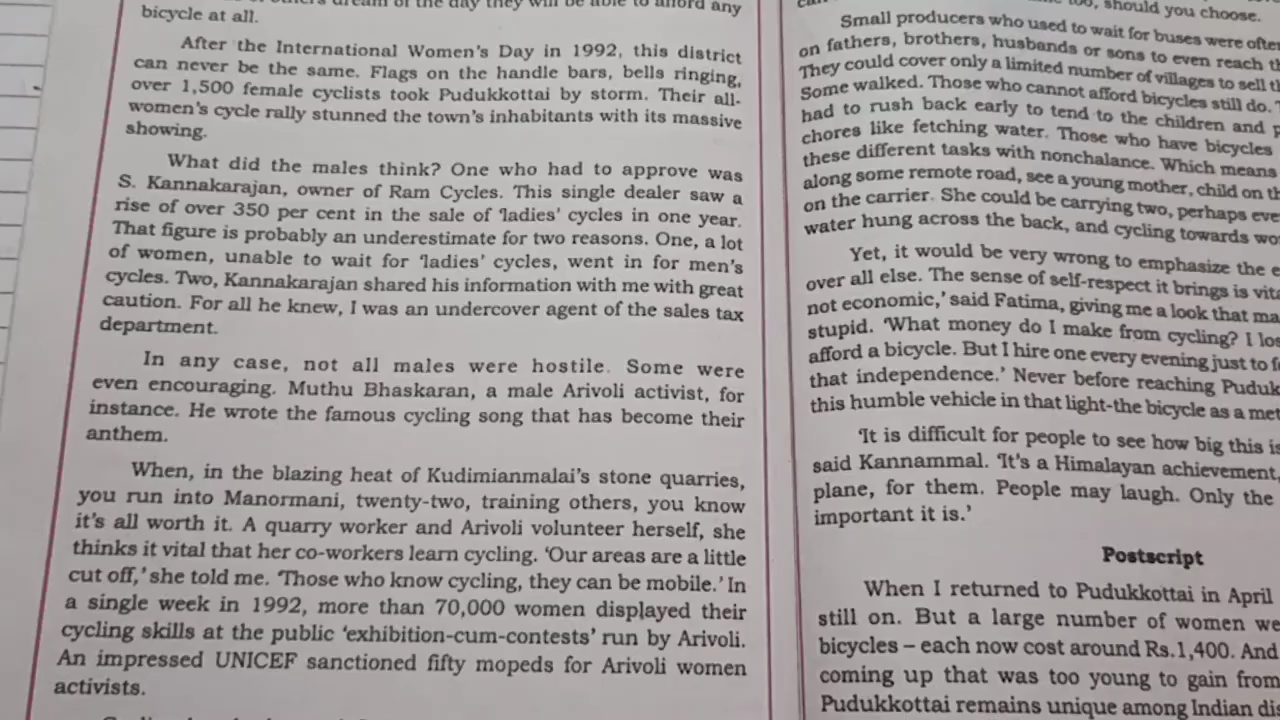 bicycle at all.
After the International Women's Day in 1992, this district
can never be the same. Flags on the handle bars, bells ringing,
over 1,500 female cyclists took Pudukkottai by storm. Their all-
women's cycle rally stunned the town's inhabitants with its massive
showing.
What did the males think? One who had to approve was
S. Kannakarajan, owner of Ram Cycles. This single dealer saw a
rise of over 350 per cent in the sale of 'ladies' cycles in one year.
That figure is probably an underestimate for two reasons. One, a lot
of women, unable to wait for 'ladies' cycles, went in for men's
cycles. Two, Kannakarajan shared his information with me with great
caution. For all he knew, I was an undercover agent of the sales tax
department.
In any case, not all males were hostile. Some were
even encouraging. Muthu Bhaskaran, a male Arivoli activist, for
instance. He wrote the famous cycling song that has become their
anthem.
When, in the blazing heat of Kudimianmalai's stone quarries,
you run into Manormani, twenty-two, training others, you know
it's all worth it. A quarry worker and Arivoli volunteer herself, she
thinks it vital that her co-workers learn cycling. 'Our areas are a little
cut off,' she told me. 'Those who know cycling, they can be mobile.' In
a single week in 1992, more than 70,000 women displayed their
cycling skills at the public 'exhibition-cum-contests' run by Arivoli.
An impressed UNICEF sanctioned fifty mopeds for Arivoli women
activists.
too, should you choose.
Small producers who used to wait for buses were
on fathers, brothers, husbands or sons to even reach
They could cover only a limited number of villages to sell
Some walked. Those who cannot afford bicycles still do.
had to rush back early to tend to the children and
chores like fetching water. Those who have bicycles
these different tasks with nonchalance. Which means
along some remote road, see a young mother, child on
on the carrier. She could be carrying two, perhaps
water hung across the back, and cycling towards
Yet, it would be very wrong to emphasize the
over all else. The sense of self-respect it brings is
not economic,' said Fatima, giving me a look that
stupid. 'What money do I make from cycling? I
afford a bicycle. But I hire one every evening just to
that independence.' Never before reaching
this humble vehicle in that light-the bicycle as a
'It is difficult for people to see how big this
said Kannammal. 'It's a Himalayan achievement,
plane, for them. People may laugh. Only the
important it is.'
Postscript
When I returned to Pudukkottai in April
still on. But a large number of women
bicycles – each now cost around Rs.1,400. And
coming up that was too young to gain from
Pudukkottai remains unique among Indian